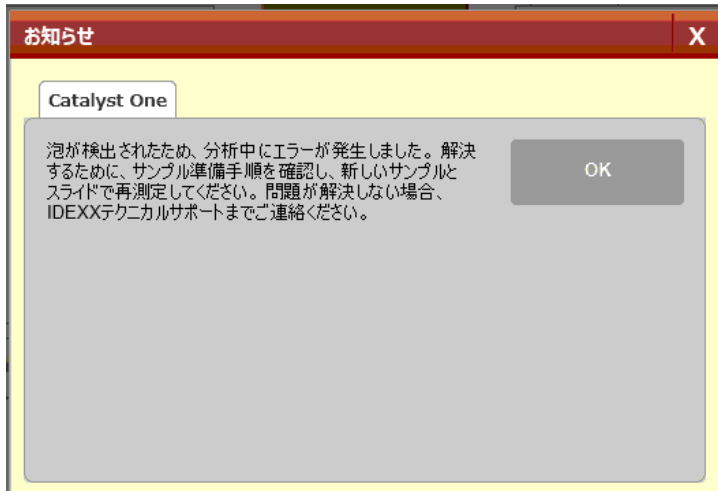 お知らせ
X
Catalyst One
泡が検出されたため、分析中にエラーが発生しました。解決
するために、サンプル準備手順を確認し、新しいサンプルと
スライドで再測定してください。問題が解決しない場合、
IDEXXテクニカルサポートまでご連絡ください。
OK